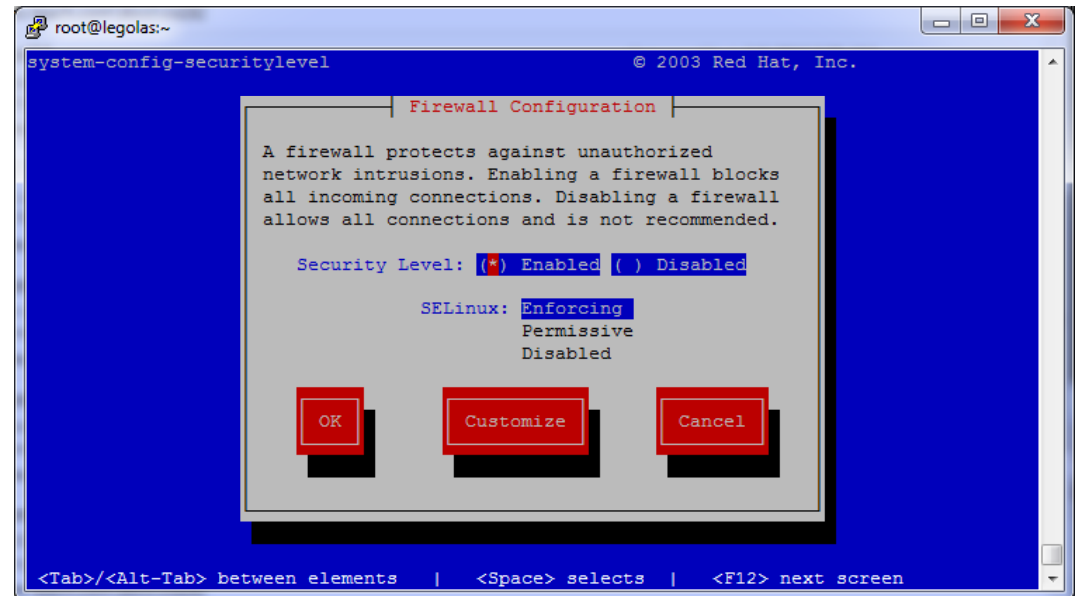 root@legolas:~
system-config-securitylevel © 2003 Red Hat, Inc.
Firewall Configuration
A firewall protects against unauthorized
network intrusions. Enabling a firewall blocks
all incoming connections. Disabling a firewall
allows all connections and is not recommended.
Security Level: (*) Enabled ( ) Disabled
SELinux: Enforcing
Permissive
Disabled
OK Customize Cancel
<Tab>/<Alt-Tab> between elements | <Space> selects | <F12> next screen